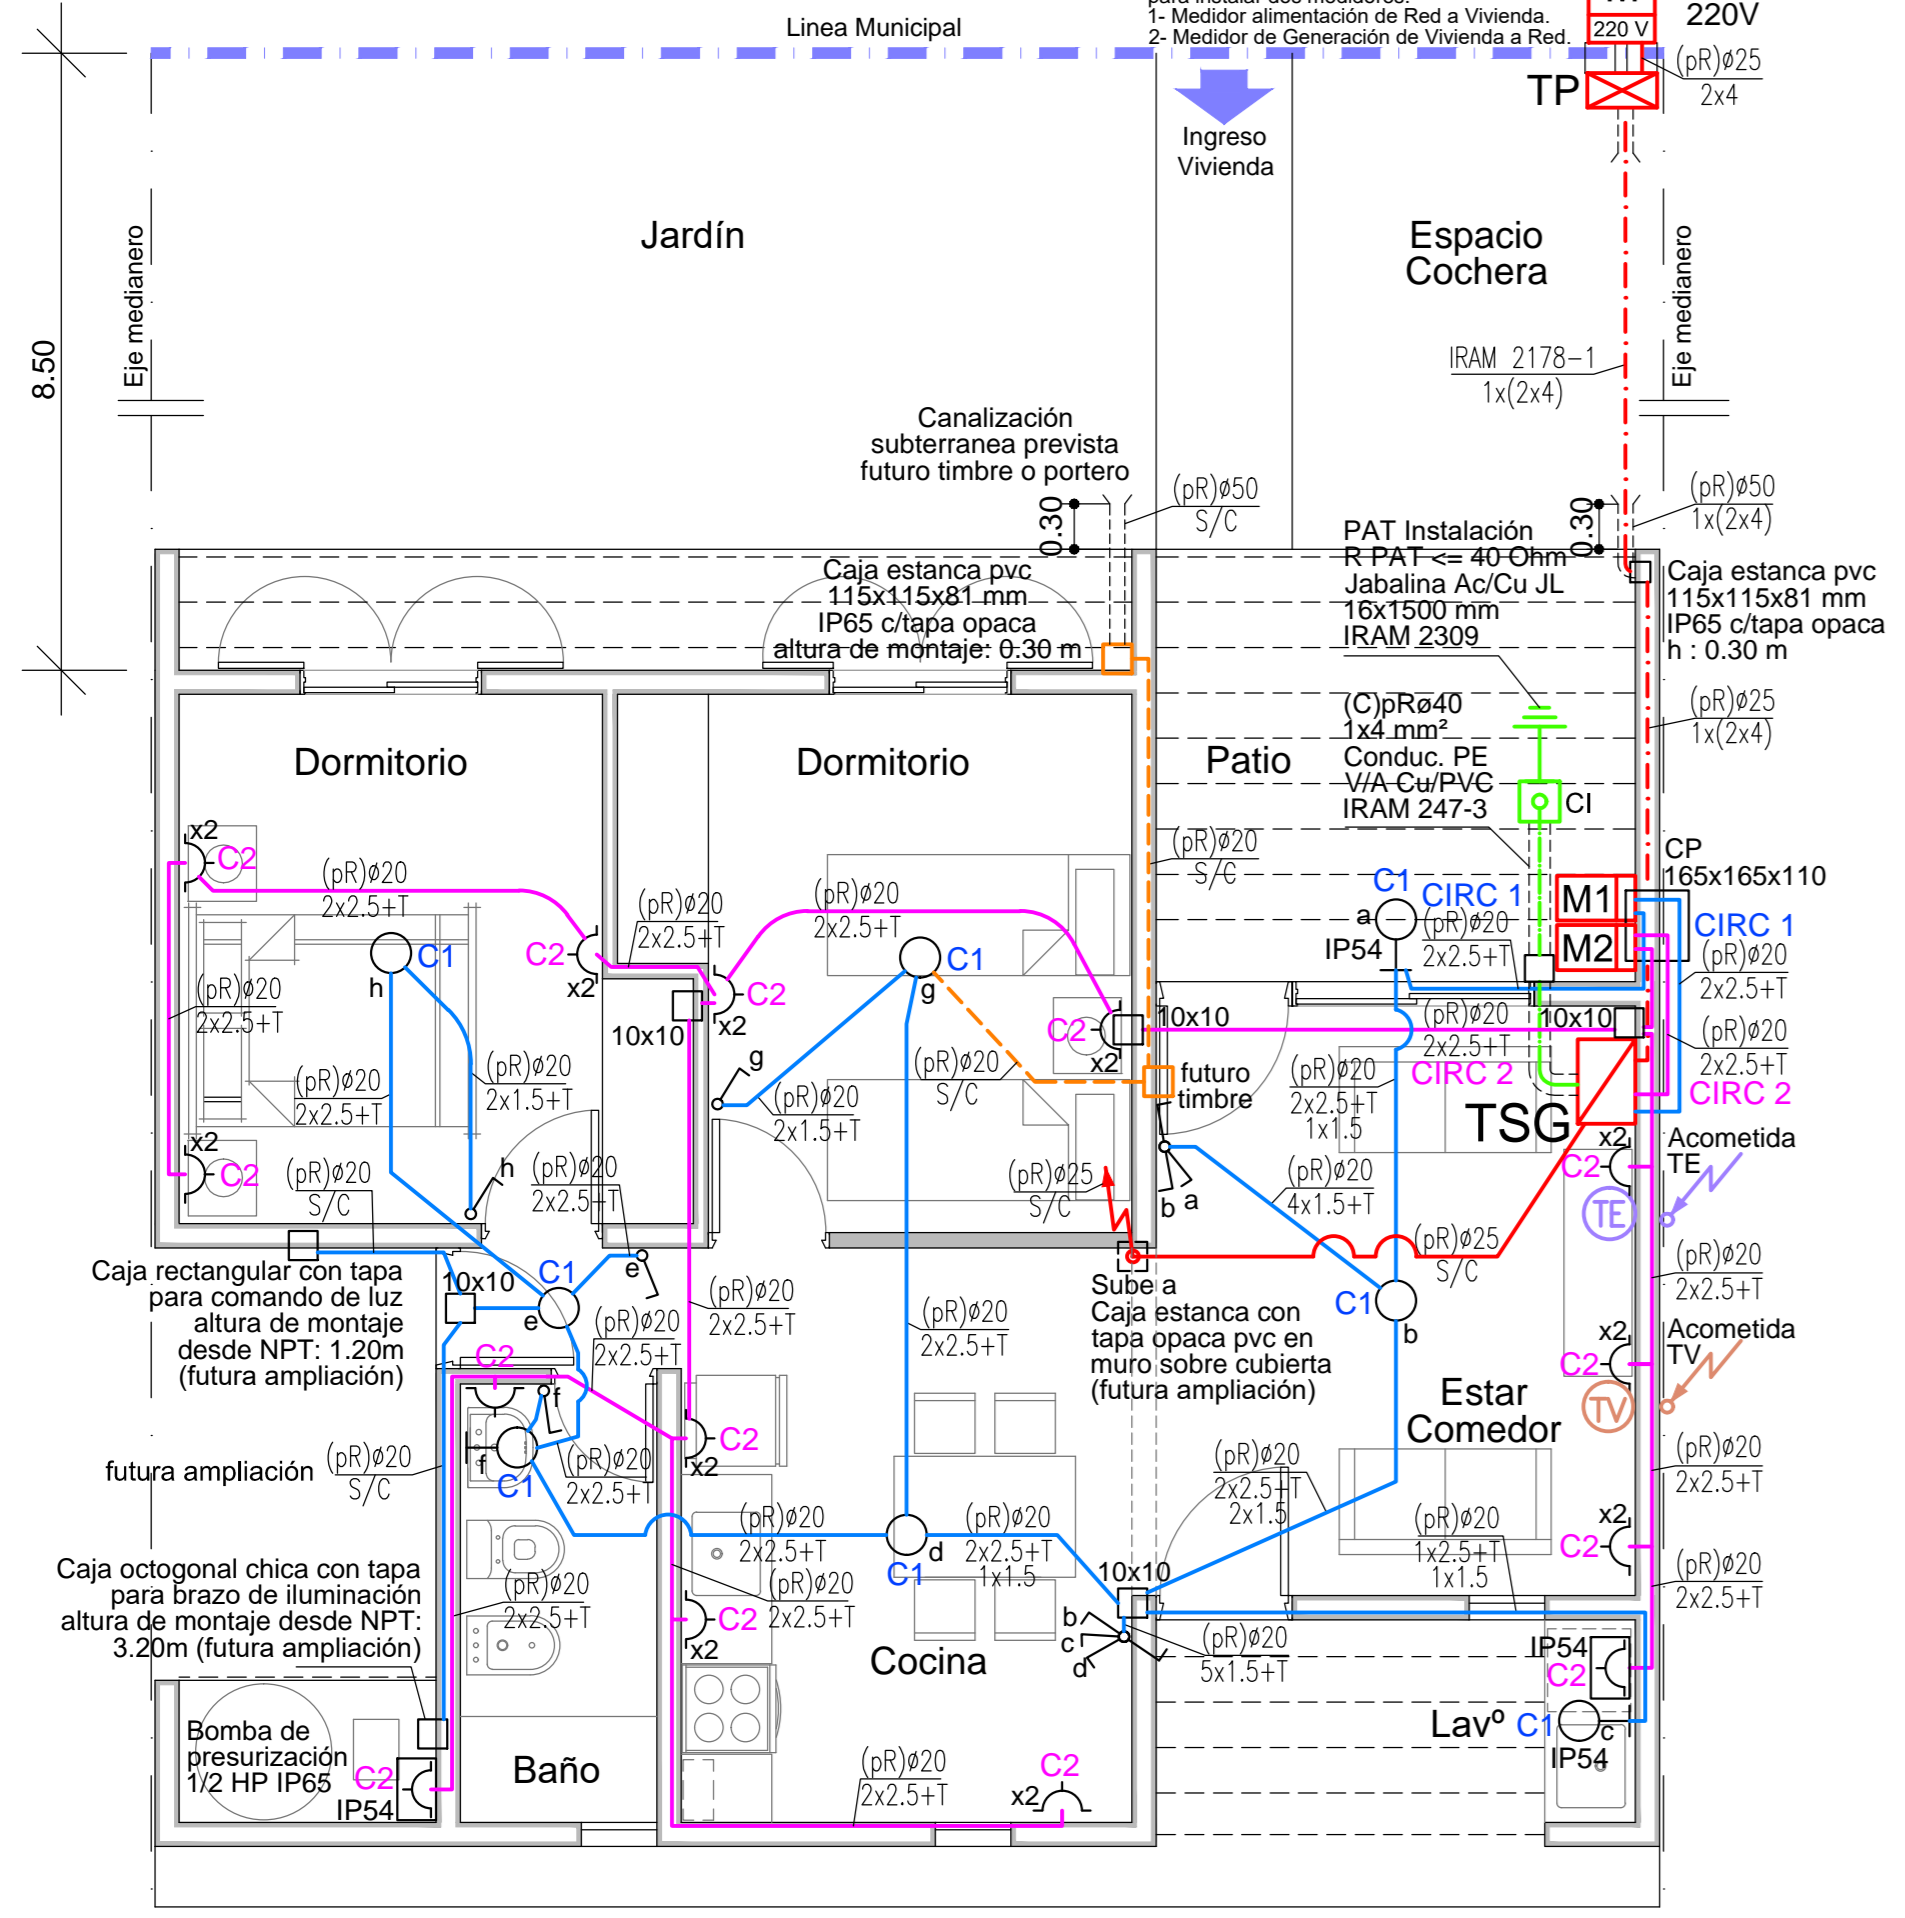 Linea Municipal
1- Medidor alimentación de Red a Vivienda.
2- Medidor de Generación de Vivienda a Red.
220 V
220V
(pR)ø25
2x4
TP
Ingreso
Vivienda
Jardín
Espacio
Cochera
Eje medianero
Eje medianero
8.50
IRAM 2178-1
1x(2x4)
Canalización
subterranea prevista
futuro timbre o portero
0.30
(pR)ø50
S/C
0.30
(pR)ø50
1x(2x4)
PAT Instalación
R PAT <= 40 Ohm
Jabalina Ac/Cu JL
16x1500 mm
IRAM 2309
Caja estanca pvc
115x115x81 mm
IP65 c/tapa opaca
altura de montaje: 0.30 m
Caja estanca pvc
115x115x81 mm
IP65 c/tapa opaca
h : 0.30 m
(pR)ø25
1x(2x4)
(C)pRø40
1x4 mm²
Conduc. PE
V/A Cu/PVC
IRAM 247-3
CI
Dormitorio
Dormitorio
Patio
x2
C2
(pR)ø20
2x2.5+T
(pR)ø20
2x2.5+T
(pR)ø20
2x2.5+T
(pR)ø20
S/C
CP
165x165x110
C1
a
IP54
CIRC 1
(pR)ø20
2x2.5+T
M1
M2
CIRC 1
(pR)ø20
2x2.5+T
C1
h
C2
x2
C2
x2
C1
g
(pR)ø20
2x2.5+T
10x10
C2
x2
10x10
(pR)ø20
2x2.5+T
10x10
(pR)ø20
2x2.5+T
CIRC 2
CIRC 2
TSG
g
(pR)ø20
2x2.5+T
(pR)ø20
2x1.5+T
(pR)ø20
2x1.5+T
(pR)ø20
S/C
futuro
timbre
(pR)ø20
2x2.5+T
1x1.5
x2
C2
(pR)ø20
S/C
h
(pR)ø20
2x2.5+T
(pR)ø25
S/C
b
a
(pR)ø20
4x1.5+T
x2
C2
Acometida
TE
TE
(pR)ø25
S/C
(pR)ø20
2x2.5+T
Caja rectangular con tapa
para comando de luz
altura de montaje
desde NPT: 1.20m
(futura ampliación)
10x10
C1
e
e
(pR)ø20
2x2.5+T
(pR)ø20
2x2.5+T
(pR)ø20
2x2.5+T
Sube a
Caja estanca con
tapa opaca pvc en
muro sobre cubierta
(futura ampliación)
C1
b
x2
C2
Acometida
TV
TV
Estar
Comedor
C2
f
f
C1
C2
x2
futura ampliación
(pR)ø20
S/C
(pR)ø20
2x2.5+T
(pR)ø20
2x2.5+T
2x1.5
(pR)ø20
2x2.5+T
(pR)ø20
2x2.5+T
C1
d
(pR)ø20
2x2.5+T
1x1.5
(pR)ø20
1x2.5+T
1x1.5
x2
C2
(pR)ø20
2x2.5+T
Caja octogonal chica con tapa
para brazo de iluminación
altura de montaje desde NPT:
3.20m (futura ampliación)
(pR)ø20
2x2.5+T
(pR)ø20
2x2.5+T
C2
x2
10x10
b
c
d
(pR)ø20
5x1.5+T
Cocina
IP54
C2
Lavº
C1
c
IP54
Bomba de
presurización
1/2 HP IP65
C2
IP54
Baño
(pR)ø20
2x2.5+T
C2
x2